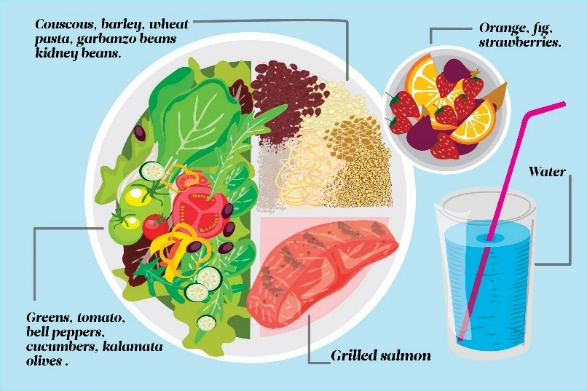 Couscous, barley, wheat
pasta, garbanzo beans
kidney beans.
Orange, fig,
strawberries.
Water
Greens, tomato,
bell peppers,
cucumbers, kalamata
olives .
Grilled salmon